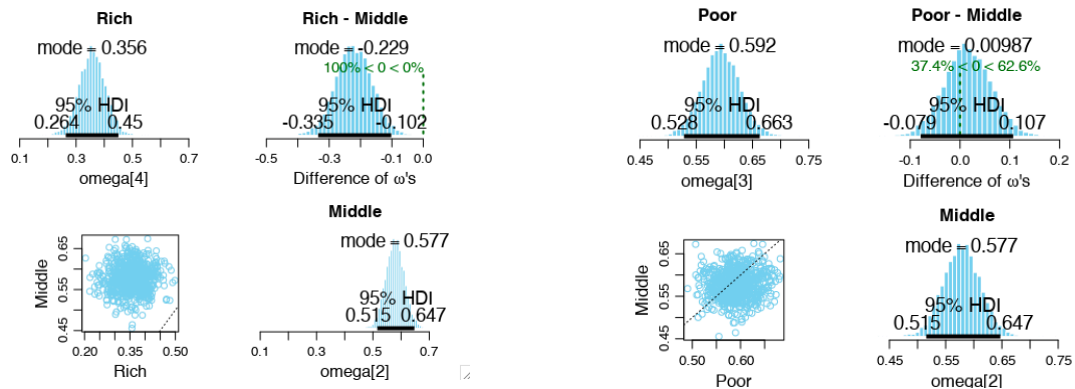 Rich
mode = 0.356
95% HDI
0.264 0.45
0.1 0.3 0.5 0.7
omega[4]
Rich - Middle
mode = -0.229
100% < 0 < 0%
95% HDI
-0.335 -0.102
-0.5 -0.3 -0.1 0.0
Difference of ω's
Middle
0.45 0.55 0.65
0.20 0.35 0.50
Rich
Middle
mode = 0.577
95% HDI
0.515 0.647
0.1 0.3 0.5 0.7
omega[2]
Poor
mode = 0.592
95% HDI
0.528 0.663
0.45 0.55 0.65 0.75
omega[3]
Poor - Middle
mode = 0.00987
37.4% < 0 < 62.6%
95% HDI
-0.079 0.107
-0.1 0.0 0.1 0.2
Difference of ω's
Middle
0.45 0.55 0.65
0.50 0.60
Poor
Middle
mode = 0.577
95% HDI
0.515 0.647
0.45 0.55 0.65 0.75
omega[2]